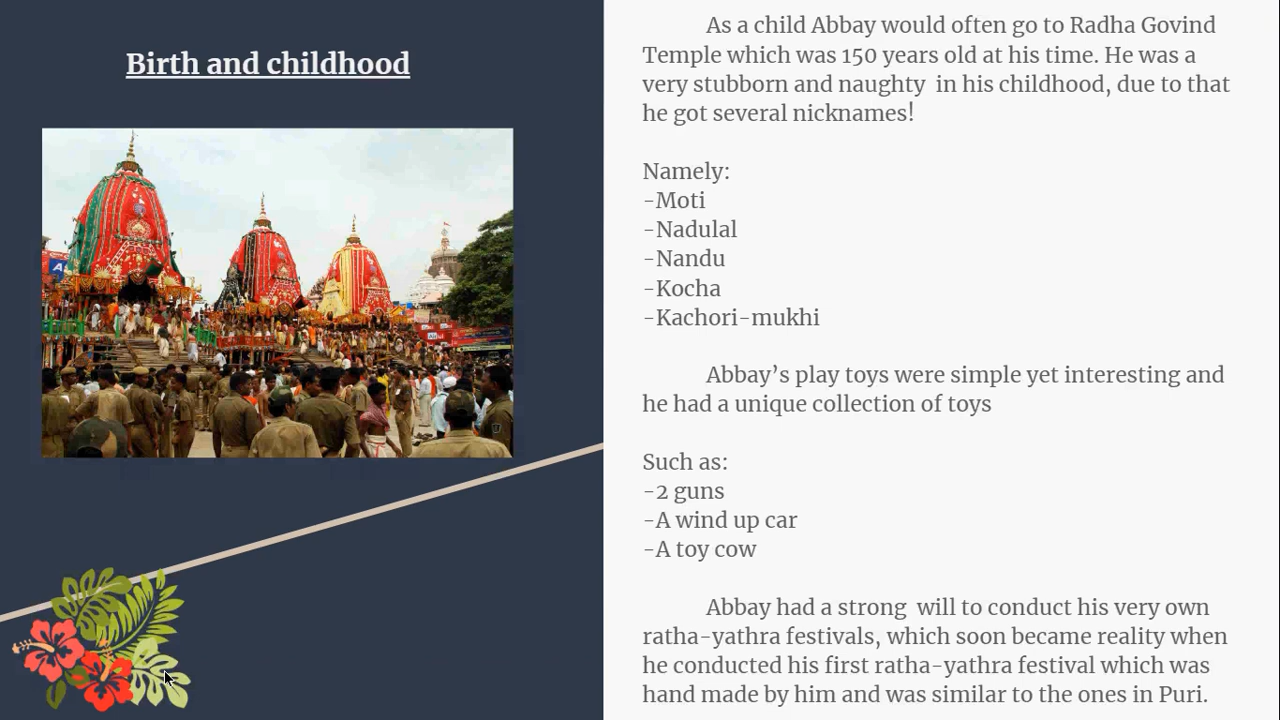 Birth and childhood
As a child Abbay would often go to Radha Govind
Temple which was 150 years old at his time. He was a
very stubborn and naughty  in his childhood, due to that
he got several nicknames!
Namely:
-Moti
-Nadulal
-Nandu
-Kocha
-Kachori-mukhi
Abbay’s play toys were simple yet interesting and
he had a unique collection of toys
Such as:
-2 guns
-A wind up car
-A toy cow
Abbay had a strong  will to conduct his very own
ratha-yathra festivals, which soon became reality when
he conducted his first ratha-yathra festival which was
hand made by him and was similar to the ones in Puri.